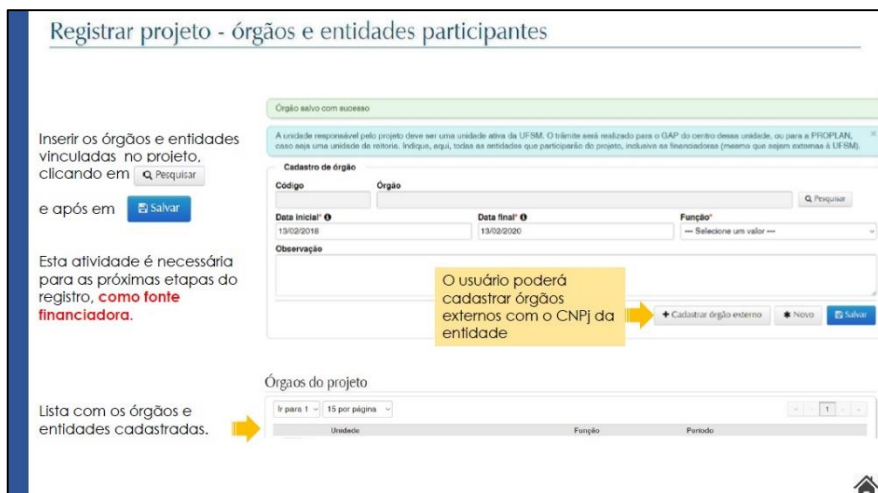 Registrar projeto - órgãos e entidades participantes
Inserir os órgãos e entidades
vinculadas no projeto,
clicando em Pesquisar
e após em Salvar
Esta atividade é necessária
para as próximas etapas do
registro, como fonte
financiadora.
Lista com os órgãos e
entidades cadastradas.
Órgão salvo com sucesso
A unidade responsável pelo projeto deve ser uma unidade ativa da UFSM. O trâmite será realizado para o GAP do centro dessa unidade, ou para a PROPLAN,
caso seja uma unidade da reitoria. Indique, aqui, todas as entidades que participarão do projeto, inclusive as financiadoras (mesmo que sejam externas à UFSM).
Cadastro de órgão
Código Órgão
Pesquisar
Data inicial* Data final* Função*
13/02/2018 13/02/2020 --- Selecione um valor ---
Observação
O usuário poderá
cadastrar órgãos
externos com o CNPj da
entidade
+ Cadastrar órgão externo Novo Salvar
Órgaos do projeto
Ir para 1 15 por página 1
Unidade Função Período